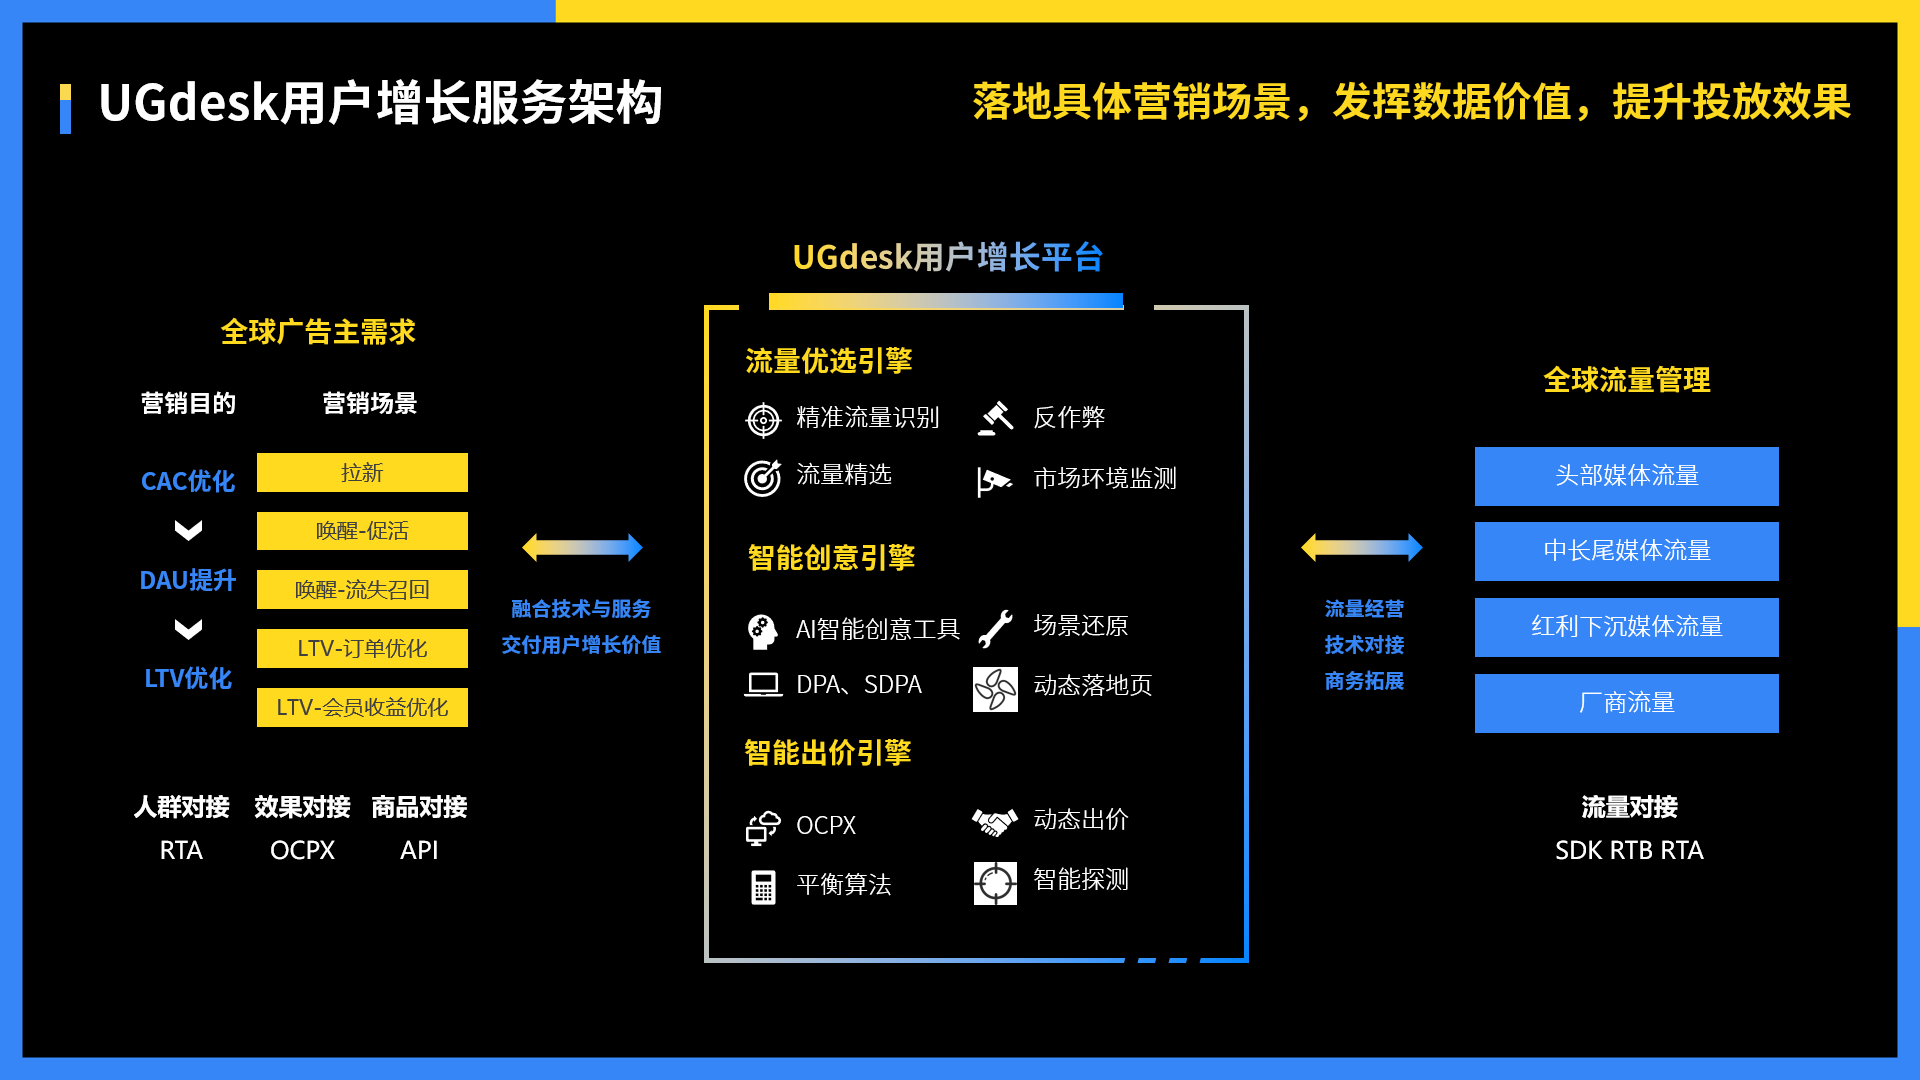 UGdesk用户增长服务架构
落地具体营销场景，发挥数据价值，提升投放效果
全球广告主需求
营销目的
营销场景
CAC优化
DAU提升
LTV优化
拉新
唤醒-促活
唤醒-流失召回
LTV-订单优化
LTV-会员收益优化
人群对接
效果对接
商品对接
RTA
OCPX
API
融合技术与服务
交付用户增长价值
UGdesk用户增长平台
流量优选引擎
精准流量识别
反作弊
流量精选
市场环境监测
智能创意引擎
AI智能创意工具
场景还原
DPA、SDPA
动态落地页
智能出价引擎
OCPX
动态出价
平衡算法
智能探测
流量经营
技术对接
商务拓展
全球流量管理
头部媒体流量
中长尾媒体流量
红利下沉媒体流量
厂商流量
流量对接
SDK RTB RTA